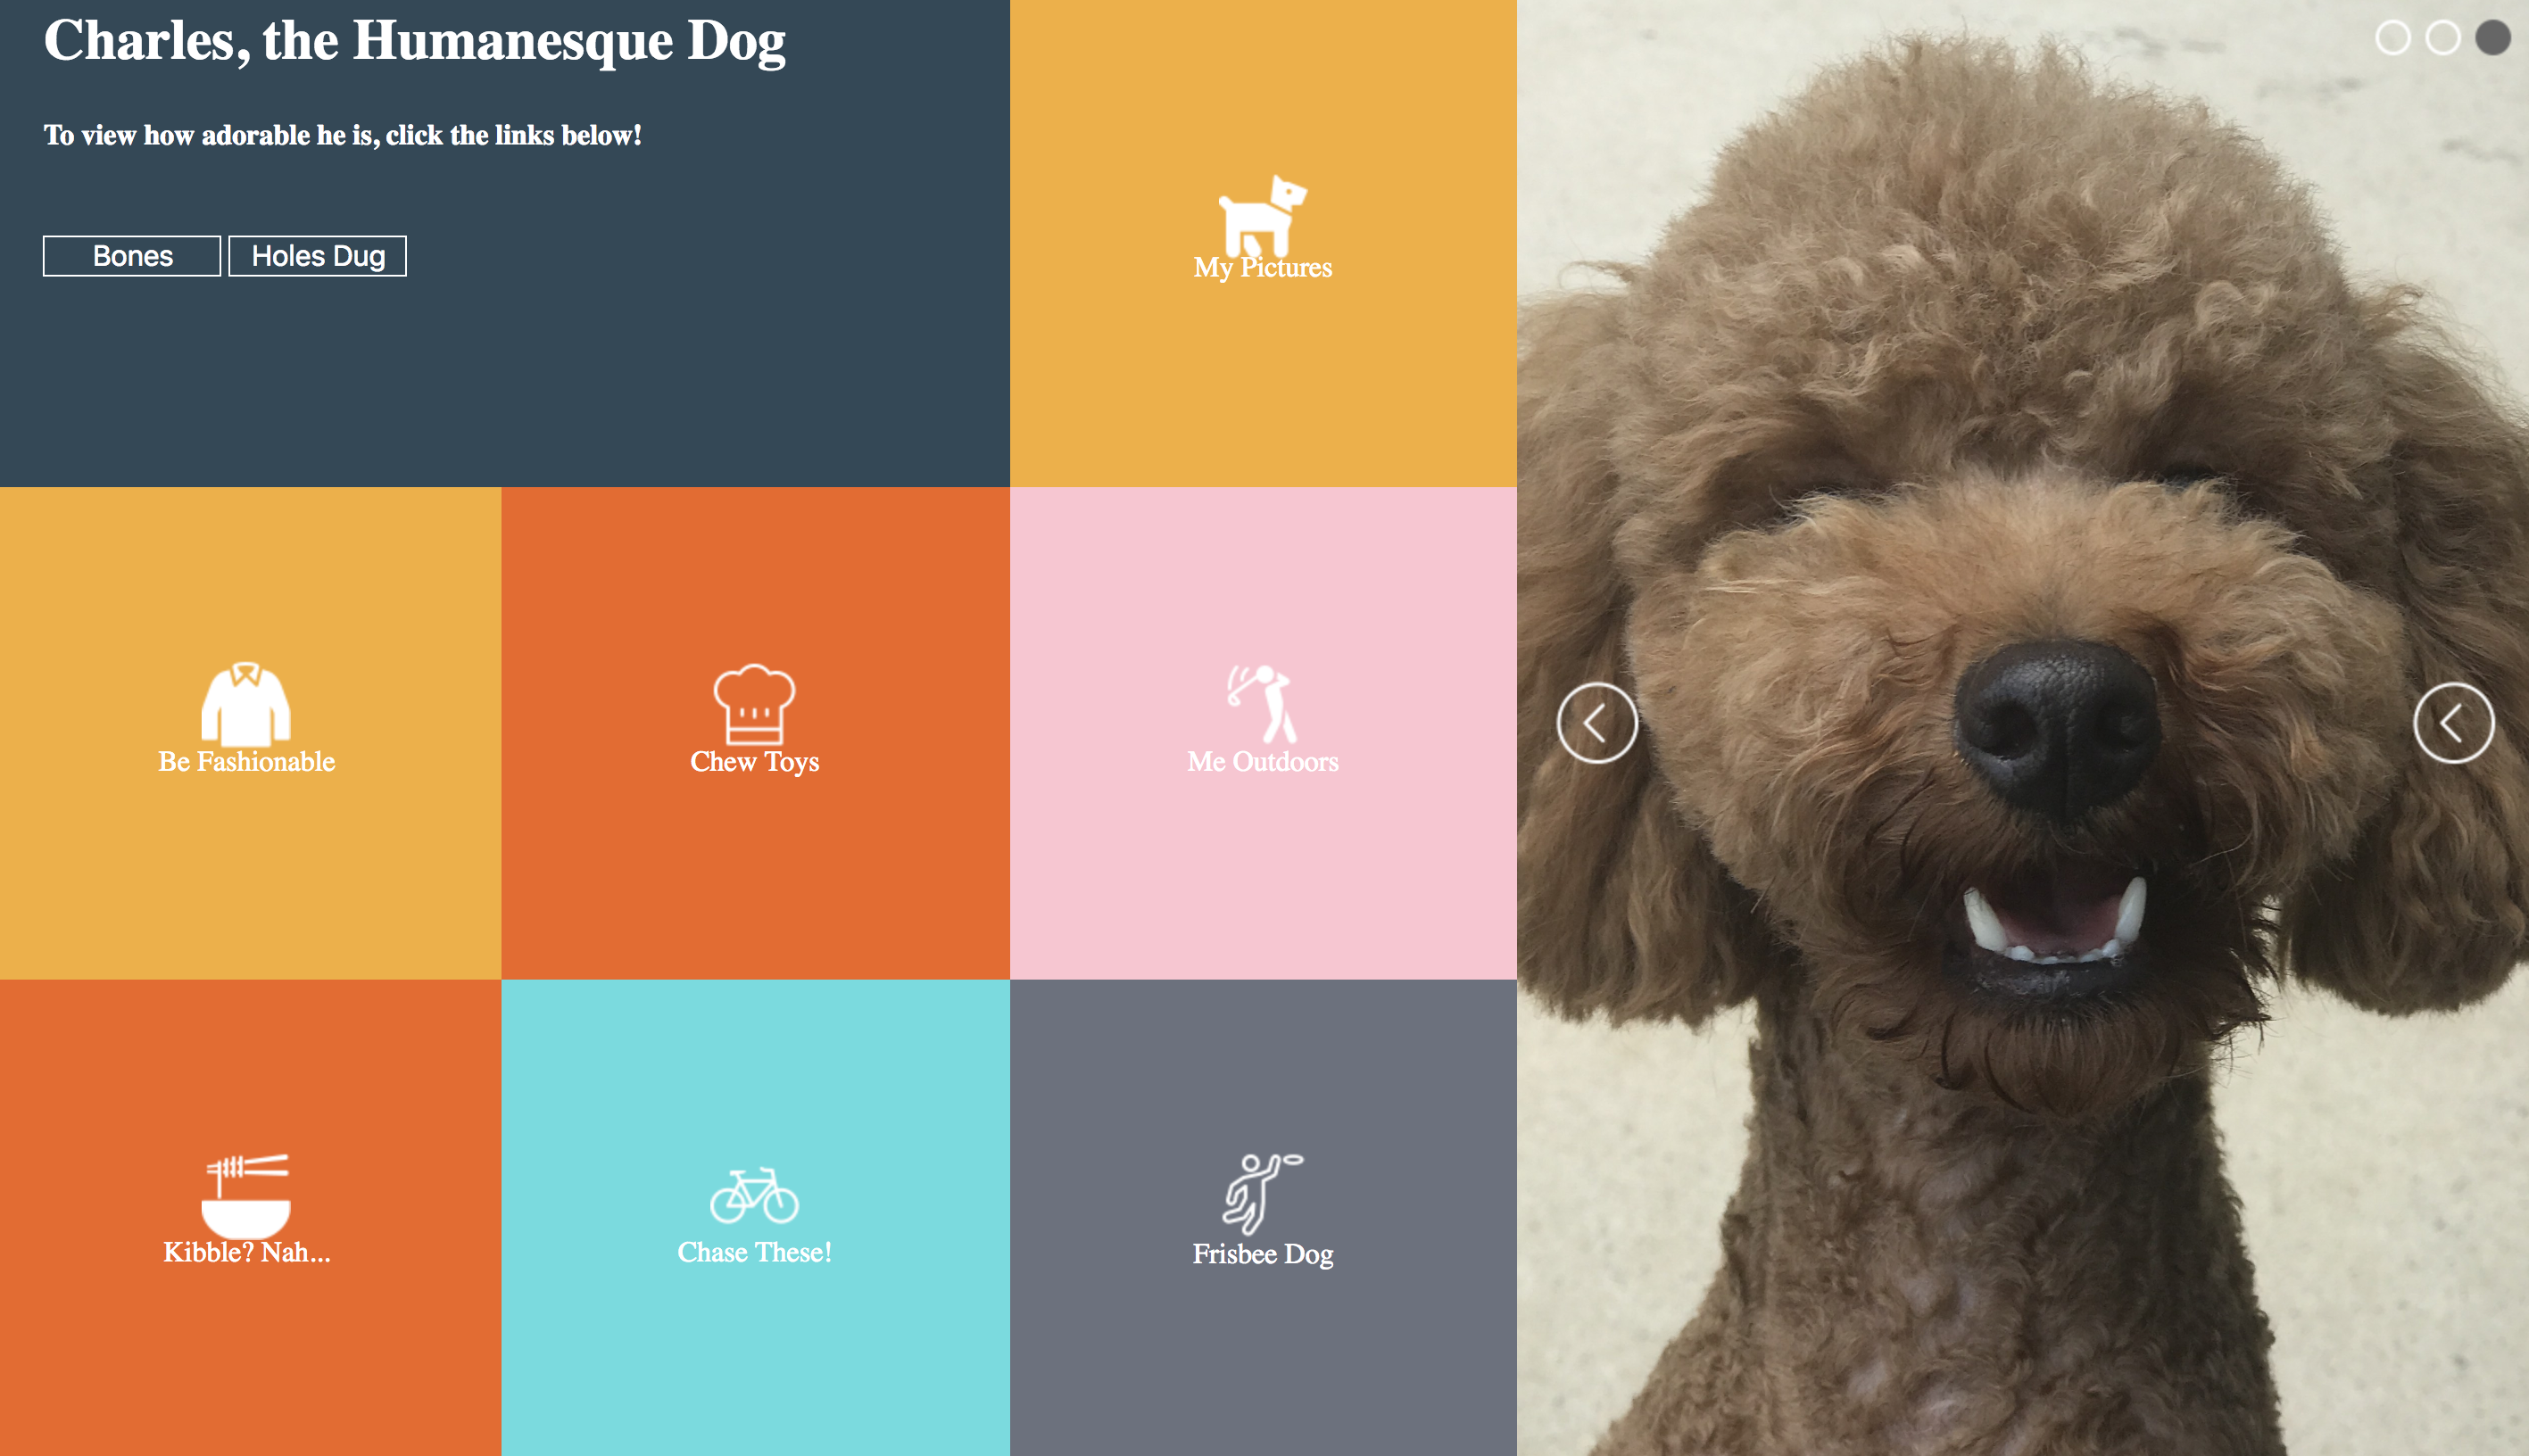 Charles, the Humanesque Dog
To view how adorable he is, click the links below!
Bones
Holes Dug
My Pictures
Be Fashionable
Chew Toys
Me Outdoors
Kibble? Nah...
Chase These!
Frisbee Dog